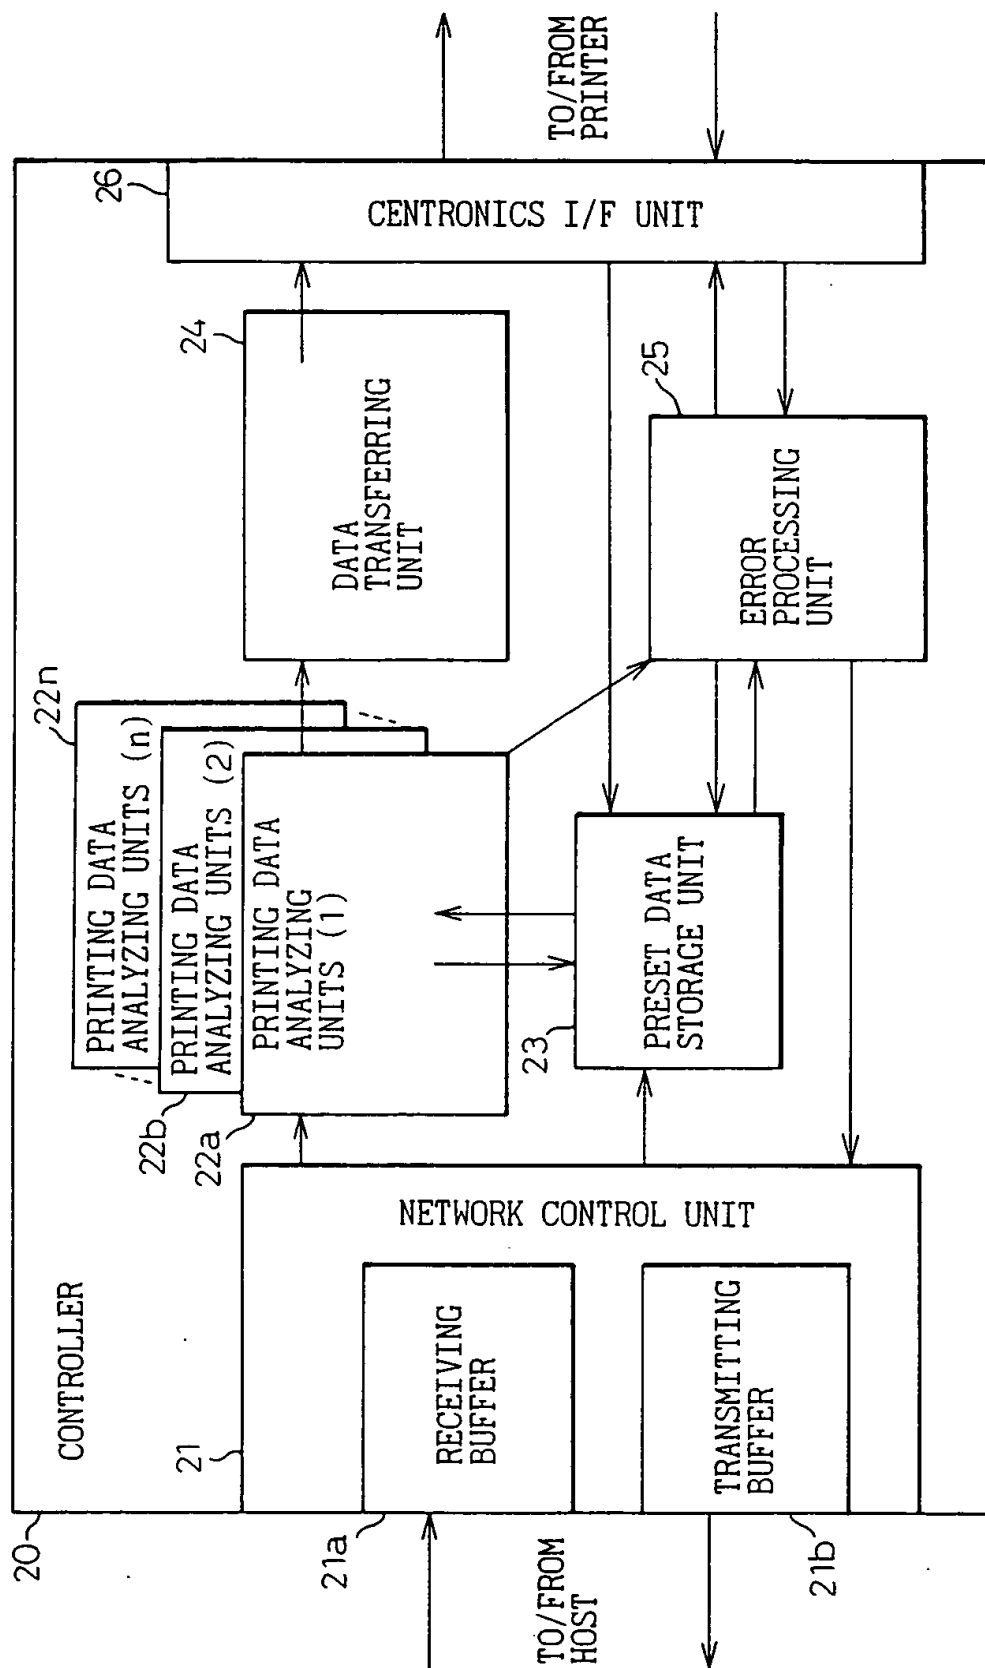 20
CONTROLLER
21
NETWORK CONTROL UNIT
21a
RECEIVING
BUFFER
21b
TRANSMITTING
BUFFER
TO/FROM
HOST
22n
PRINTING DATA
ANALYZING UNITS (n)
22b
PRINTING DATA
ANALYZING UNITS (2)
22a
PRINTING DATA
ANALYZING
UNITS (1)
23
PRESET DATA
STORAGE UNIT
24
DATA
TRANSFERRING
UNIT
25
ERROR
PROCESSING
UNIT
26
CENTRONICS I/F UNIT
TO/FROM
PRINTER